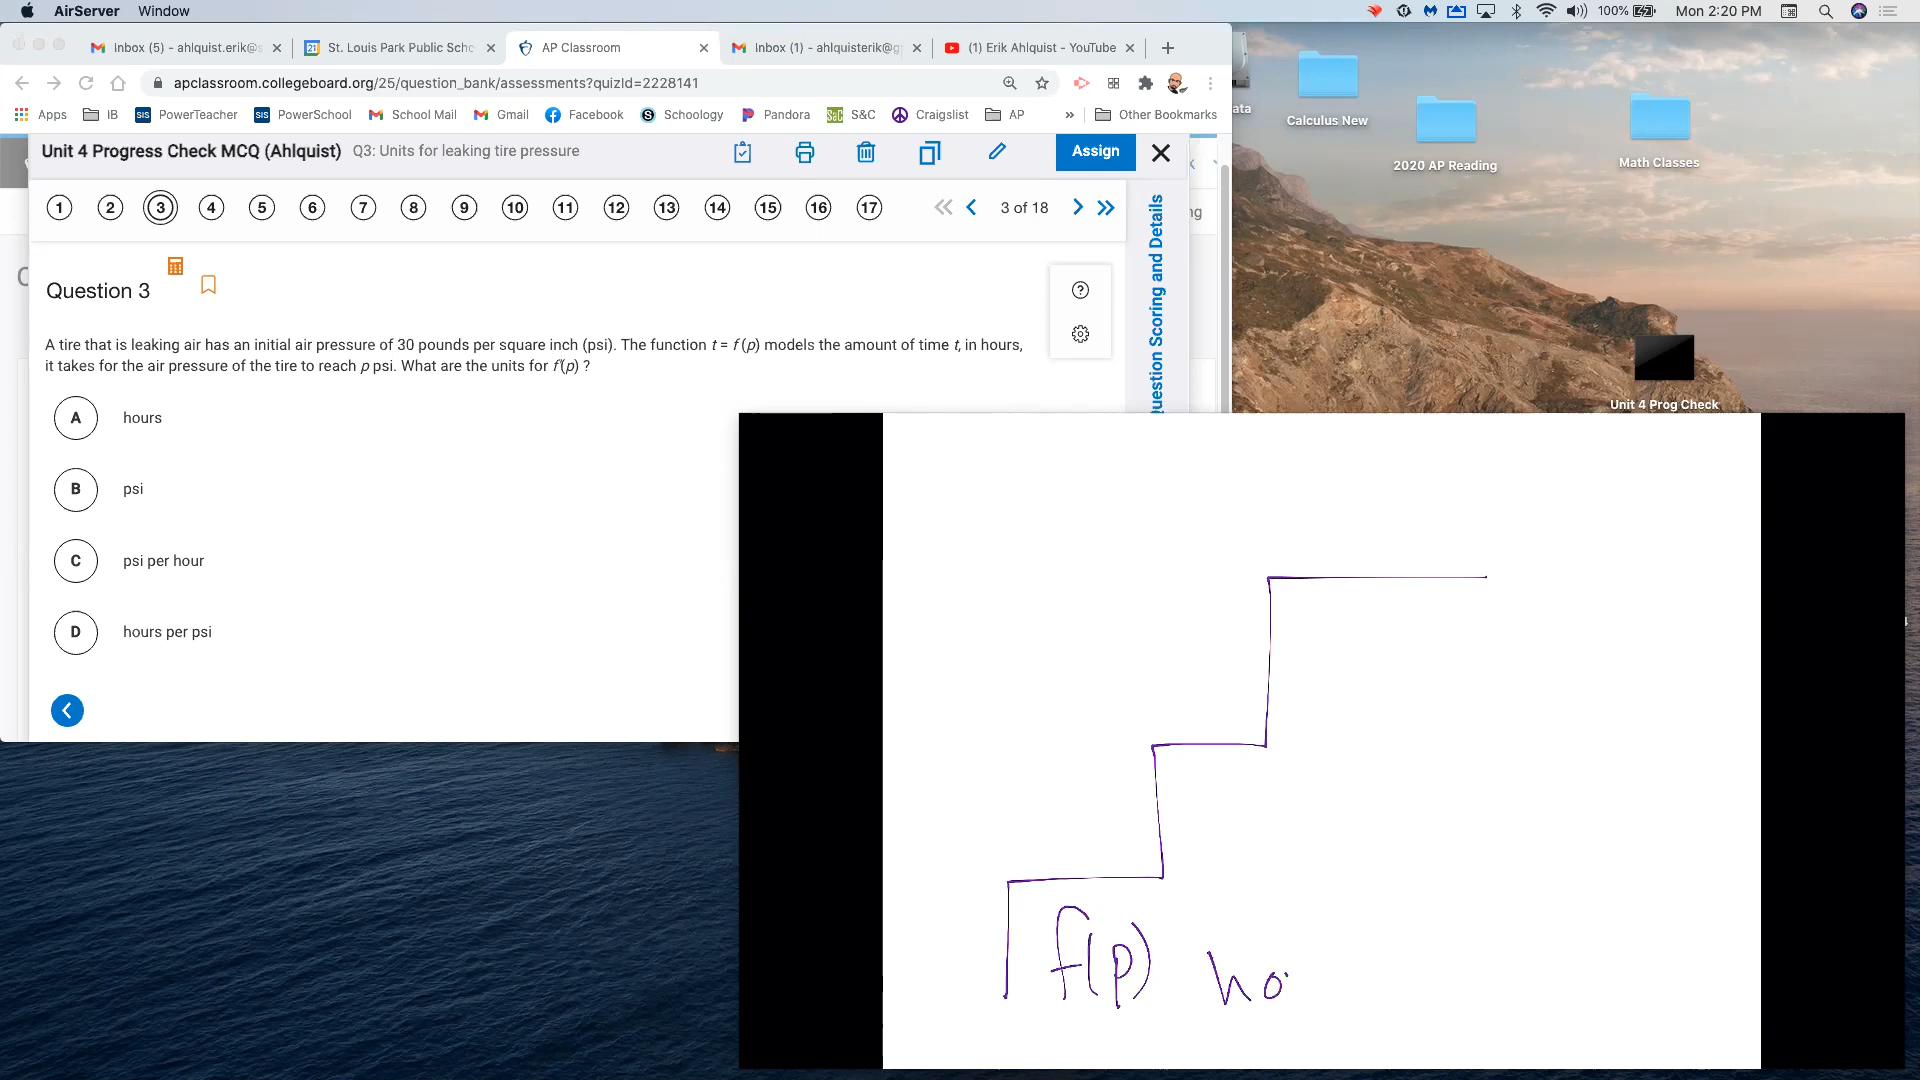 AirServer Window
100% Mon 2:20 PM
Inbox (5) - ahlquist.erik@s
St. Louis Park Public Scho
AP Classroom
Inbox (1) - ahlquisterik@g
(1) Erik Ahlquist - YouTube
apclassroom.collegeboard.org/25/question_bank/assessments?quizId=2228141
Apps IB SIS PowerTeacher SIS PowerSchool School Mail Gmail Facebook S Schoology Pandora S&C S&C Craigslist AP » Other Bookmarks
Unit 4 Progress Check MCQ (Ahlquist) Q3: Units for leaking tire pressure
Assign
1 2 3 4 5 6 7 8 9 10 11 12 13 14 15 16 17
3 of 18
ng
Question Scoring and Details
Question 3
A tire that is leaking air has an initial air pressure of 30 pounds per square inch (psi). The function t = f (p) models the amount of time t, in hours,
it takes for the air pressure of the tire to reach p psi. What are the units for f′(p) ?
A hours
B psi
C psi per hour
D hours per psi
ata
Calculus New
2020 AP Reading
Math Classes
Unit 4 Prog Check
f(p) ho